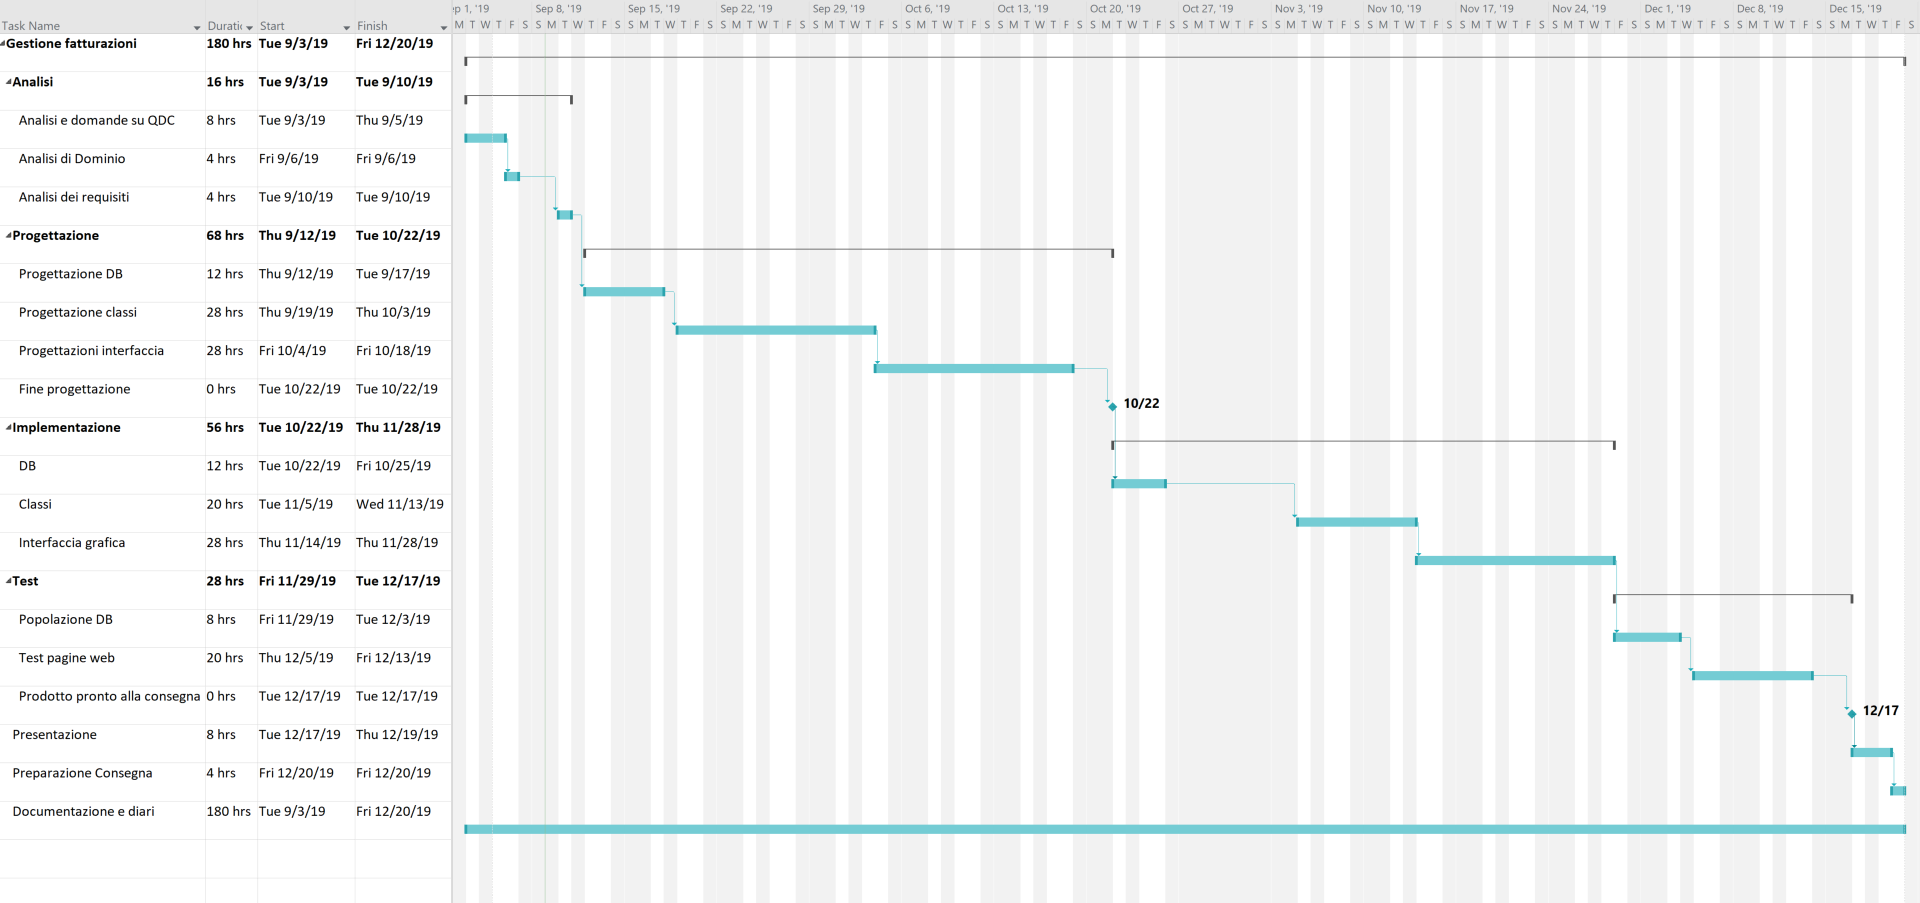 ep 1, '19 Sep 8, '19 Sep 15, '19 Sep 22, '19 Sep 29, '19 Oct 6, '19 Oct 13, '19 Oct 20, '19 Oct 27, '19 Nov 3, '19 Nov 10, '19 Nov 17, '19 Nov 24, '19 Dec 1, '19 Dec 8, '19 Dec 15, '19
Task Name Duratic Start Finish M T W T F S S M T W T F S S M T W T F S S M T W T F S S M T W T F S S M T W T F S S M T W T F S S M T W T F S S M T W T F S S M T W T F S S M T W T F S S M T W T F S S M T W T F S S M T W T F S S M T W T F S S M T W T F S S M T W T F S
Gestione fatturazioni 180 hrs Tue 9/3/19 Fri 12/20/19
Analisi 16 hrs Tue 9/3/19 Tue 9/10/19
Analisi e domande su QDC 8 hrs Tue 9/3/19 Thu 9/5/19
Analisi di Dominio 4 hrs Fri 9/6/19 Fri 9/6/19
Analisi dei requisiti 4 hrs Tue 9/10/19 Tue 9/10/19
Progettazione 68 hrs Thu 9/12/19 Tue 10/22/19
Progettazione DB 12 hrs Thu 9/12/19 Tue 9/17/19
Progettazione classi 28 hrs Thu 9/19/19 Thu 10/3/19
Progettazioni interfaccia 28 hrs Fri 10/4/19 Fri 10/18/19
Fine progettazione 0 hrs Tue 10/22/19 Tue 10/22/19 10/22
Implementazione 56 hrs Tue 10/22/19 Thu 11/28/19
DB 12 hrs Tue 10/22/19 Fri 10/25/19
Classi 20 hrs Tue 11/5/19 Wed 11/13/19
Interfaccia grafica 28 hrs Thu 11/14/19 Thu 11/28/19
Test 28 hrs Fri 11/29/19 Tue 12/17/19
Popolazione DB 8 hrs Fri 11/29/19 Tue 12/3/19
Test pagine web 20 hrs Thu 12/5/19 Fri 12/13/19
Prodotto pronto alla consegna 0 hrs Tue 12/17/19 Tue 12/17/19 12/17
Presentazione 8 hrs Tue 12/17/19 Thu 12/19/19
Preparazione Consegna 4 hrs Fri 12/20/19 Fri 12/20/19
Documentazione e diari 180 hrs Tue 9/3/19 Fri 12/20/19